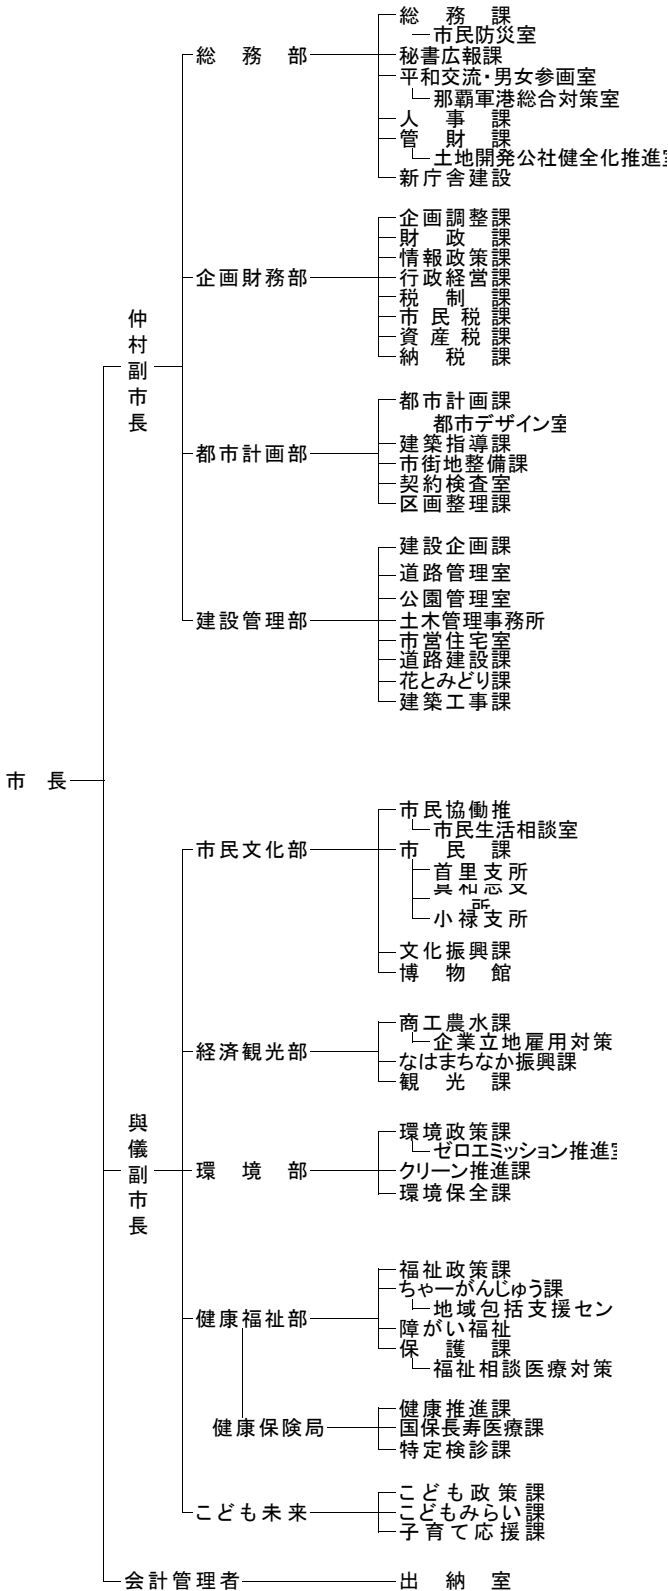 市 長
仲村副市長
総 務 部
総 務 課
市民防災室
秘書広報課
平和交流・男女参画室
那覇軍港総合対策室
人 事 課
管 財 課
土地開発公社健全化推進室
新庁舎建設
企画財務部
企画調整課
財 政 課
情報政策課
行政経営課
税 制 課
市 民 税 課
資 産 税 課
納 税 課
都市計画部
都市計画課
都市デザイン室
建築指導課
市街地整備課
契約検査室
区画整理課
建設管理部
建設企画課
道路管理室
公園管理室
土木管理事務所
市営住宅室
道路建設課
花とみどり課
建築工事課
與儀副市長
市民文化部
市民協働推
市民生活相談室
市 民 課
首里支所
真和志支
所
小禄支所
文化振興課
博 物 館
経済観光部
商工農水課
企業立地雇用対策
なはまちなか振興課
観 光 課
環 境 部
環境政策課
ゼロエミッション推進室
クリーン推進課
環境保全課
健康福祉部
福祉政策課
ちゃーがんじゅう課
地域包括支援セン
障がい福祉
保 護 課
福祉相談医療対策
健康保険局
健康推進課
国保長寿医療課
特定検診課
こども未来
こども政策課
こどもみらい課
子育て応援課
会計管理者
出 納 室